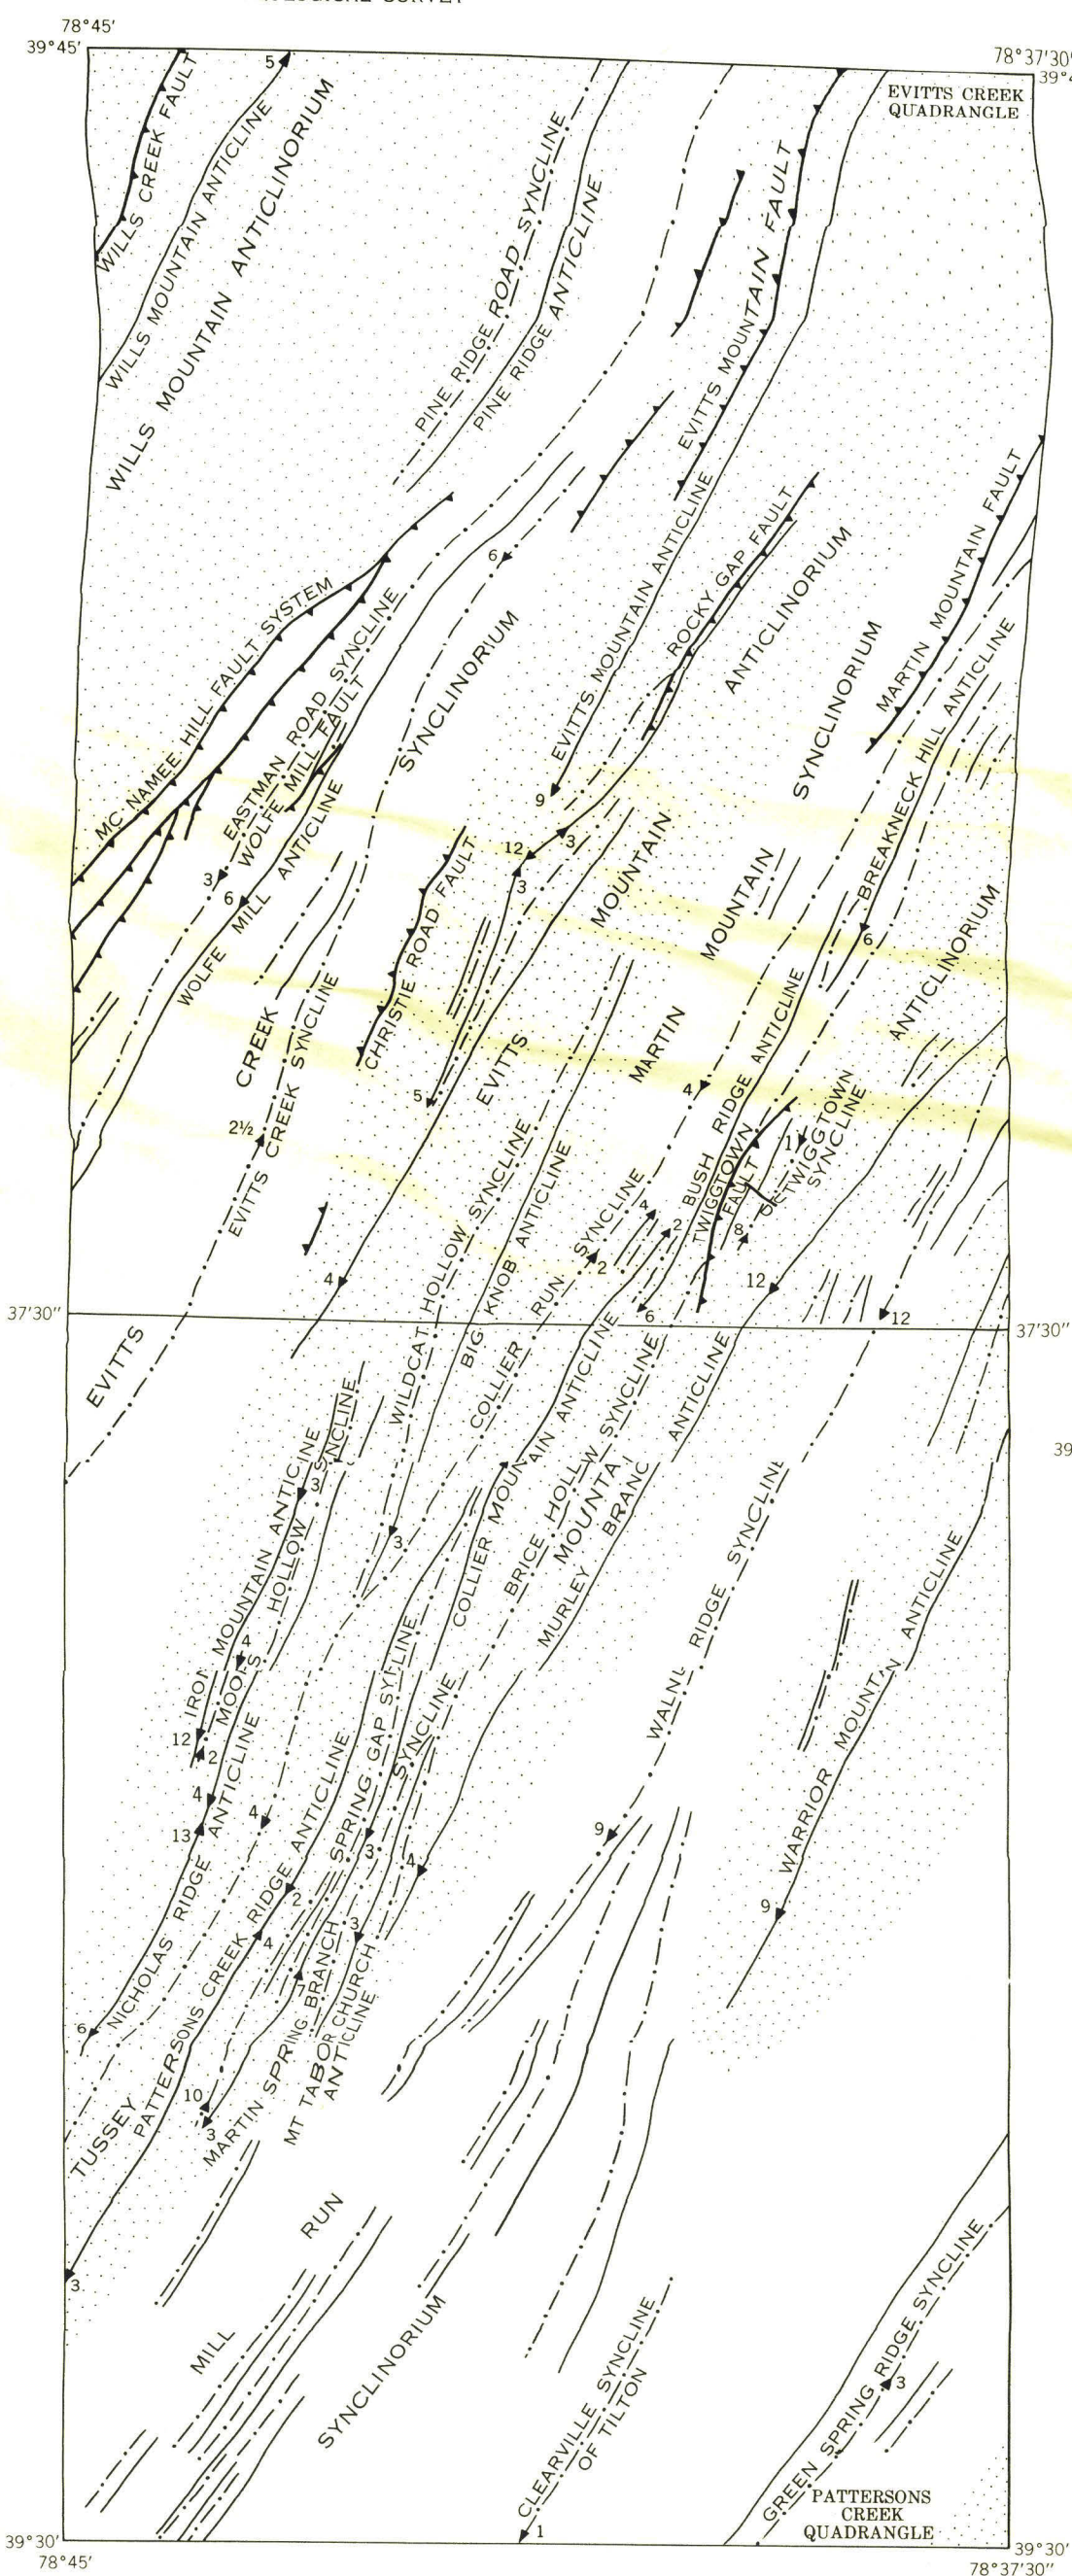 78°45'
39°45'
78°37'30"
EVITTS CREEK
QUADRANGLE
5
WILLS CREEK FAULT
WILLS MOUNTAIN ANTICLINE
WILLS MOUNTAIN ANTICLINORIUM
PINE RIDGE ROAD SYNCLINE
PINE RIDGE ANTICLINE
EVITTS MOUNTAIN FAULT
6
EVITTS MOUNTAIN ANTICLINE
9
ROCKY GAP FAULT
ANTICLINORIUM
SYNCLINORIUM
MARTIN MOUNTAIN FAULT
BREAKNECK HILL ANTICLINE
6
MC NAMEE HILL FAULT SYSTEM
EASTMAN ROAD SYNCLINE
3
WOLFE MILL FAULT
6
WOLFE MILL ANTICLINE
SYNCLINORIUM
CHRISTIE ROAD FAULT
12
3
3
5
MOUNTAIN
MOUNTAIN
ANTICLINORIUM
CREEK
EVITTS CREEK SYNCLINE
2½
EVITTS
MARTIN
4
BUSH RIDGE ANTICLINE
TWIGGTOWN
FAULT
1
OF TWIGGTOWN
SYNCLINE
8
12
12
4
WILDCAT HOLLOW SYNCLINE
BIG KNOB ANTICLINE
COLLIER RUN SYNCLINE
2
4
2
6
37'30"
37'30"
EVITTS
39
IRON MOUNTAIN ANTICLINE
3
HOLLOW SYNCLINE
3
COLLIER MOUNTAIN ANTICLINE
BRICE HOLLOW SYNCLINE
MURLEY BRANC ANTICLINE
RIDGE SYNCLIN
WARRIOR MOUNTAIN ANTICLINE
9
9
4
12
2
4
13
NICHOLAS RIDGE ANTICLINE
6
4
PATTERSONS CREEK RIDGE ANTICLINE
2
4
SPRING GAP
SYNCLINE
3
4
3
7
MARTIN SPRING BRANCH
MT TABOR CHURCH
ANTICLINE
10
3
TUSSEY
3
RUN
MILL
SYNCLINORIUM
CLEARVILLE SYNCLINE
OF TILTON
1
GREEN SPRING RIDGE SYNCLINE
3
PATTERSONS
CREEK
QUADRANGLE
39°30'
39°30'
78°45'
78°37'30"